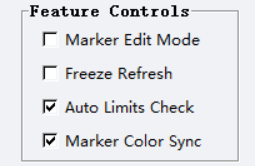 Feature Controls
Marker Edit Mode
Freeze Refresh
Auto Limits Check
Marker Color Sync